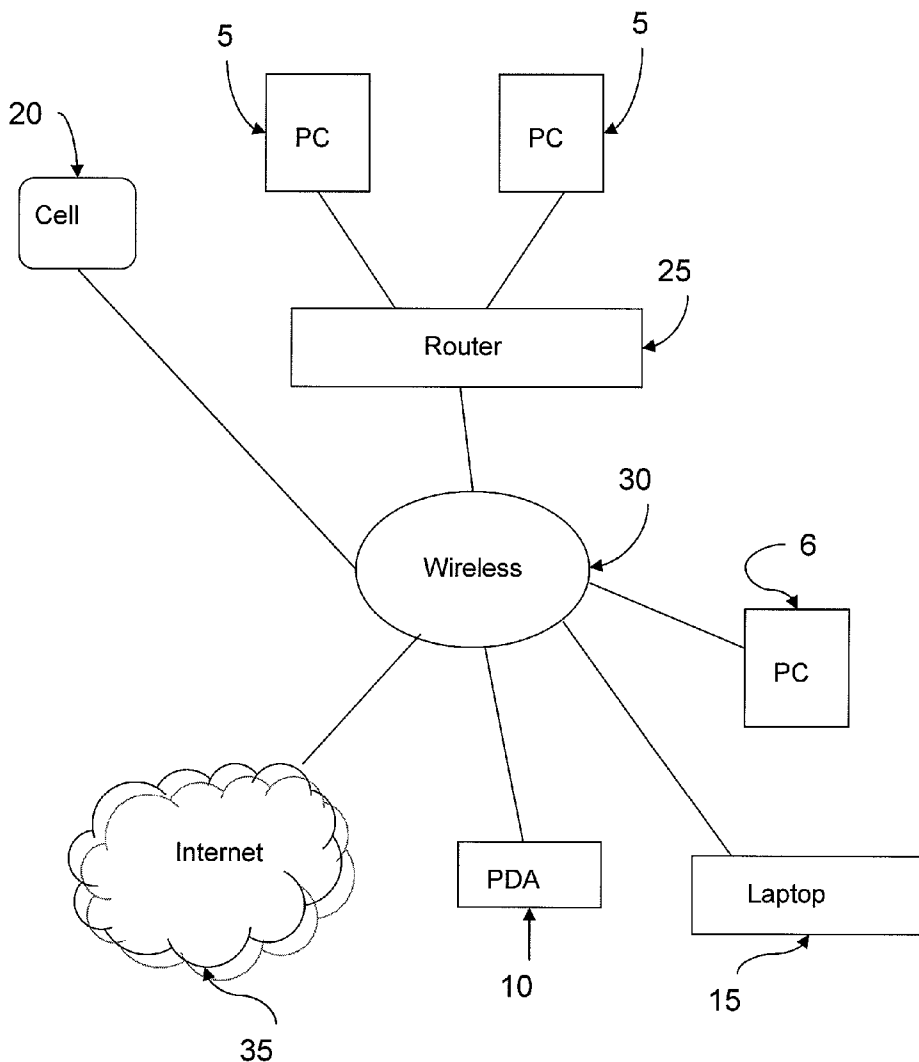 5
5
20
PC
PC
Cell
25
Router
30
6
Wireless
PC
Internet
PDA
Laptop
10
15
35